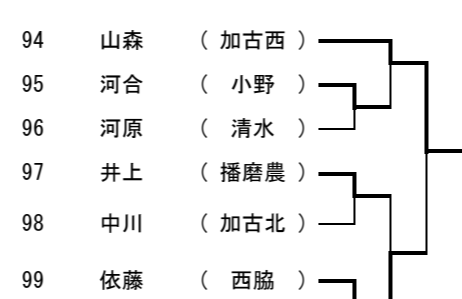 94 山森 （ 加古西 ）
95 河合 （ 小野 ）
96 河原 （ 清水 ）
97 井上 （ 播磨農 ）
98 中川 （ 加古北 ）
99 依藤 （ 西脇 ）